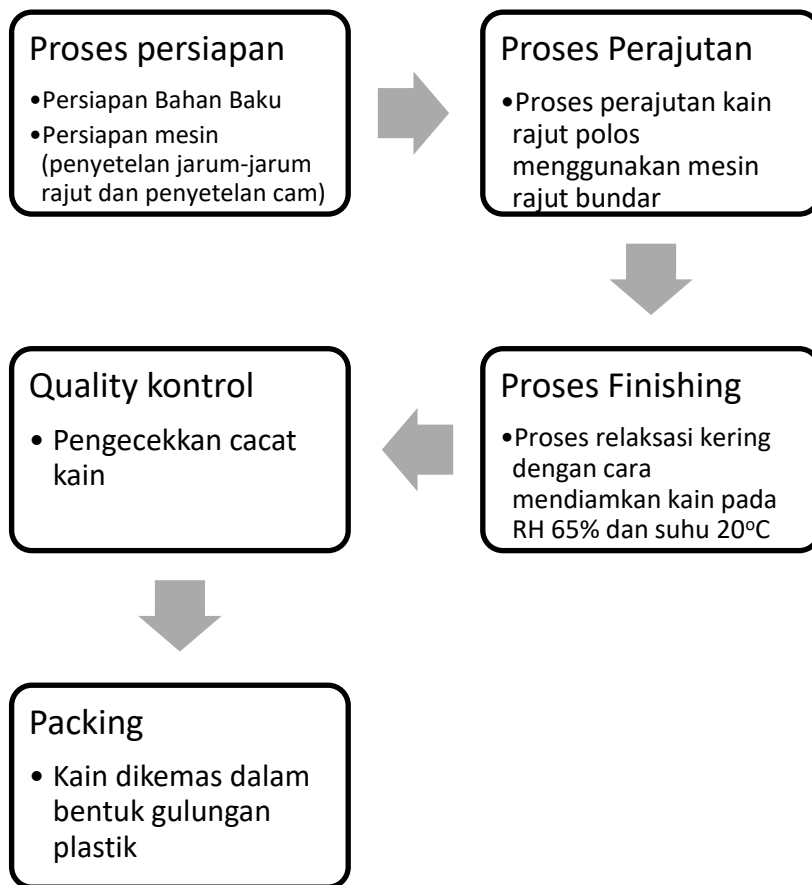 Proses persiapan
•Persiapan Bahan Baku
•Persiapan mesin
(penyetelan jarum-jarum
rajut dan penyetelan cam)
Proses Perajutan
•Proses perajutan kain
rajut polos
menggunakan mesin
rajut bundar
Proses Finishing
•Proses relaksasi kering
dengan cara
mendiamkan kain pada
RH 65% dan suhu 20°C
Quality kontrol
• Pengecekkan cacat
kain
Packing
• Kain dikemas dalam
bentuk gulungan
plastik